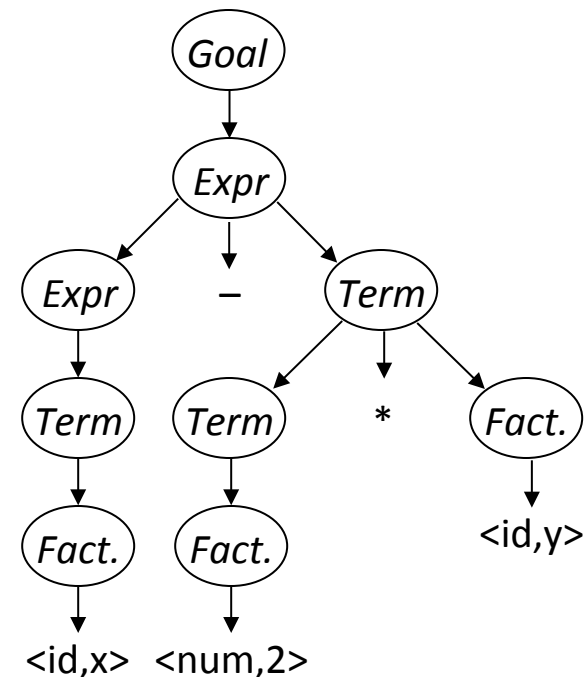 Goal
Expr
Expr – Term
Term Term * Fact.
<id,y>
Fact. Fact.
<id,x> <num,2>